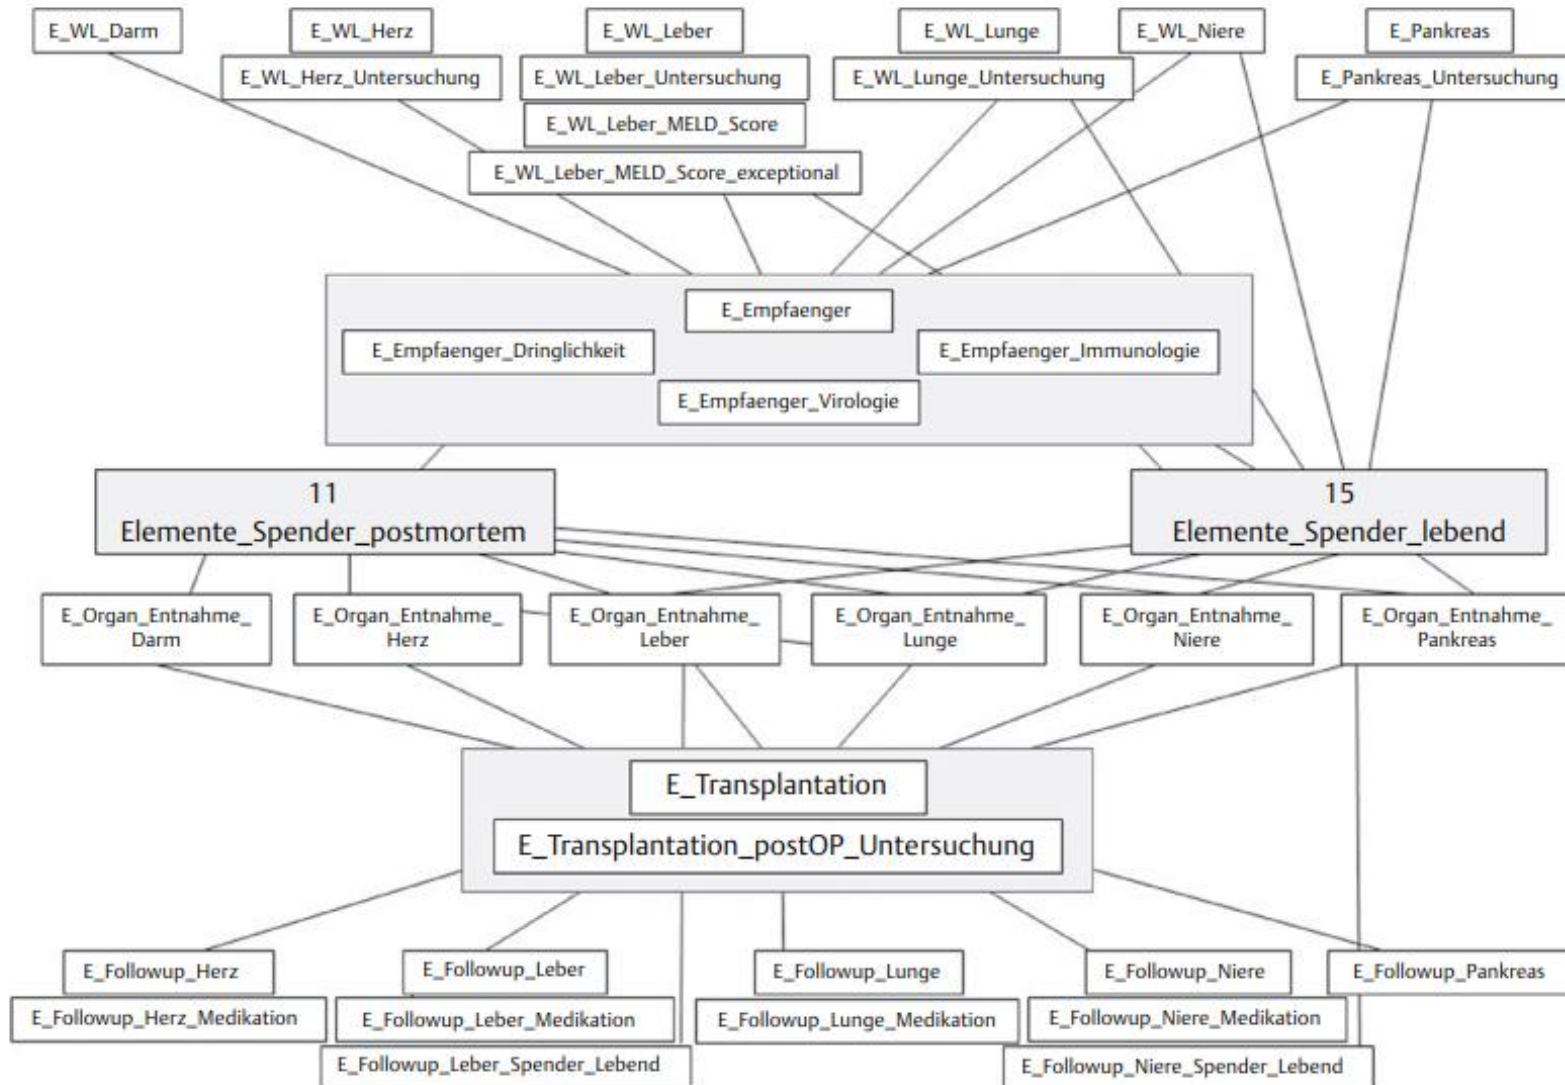 E_WL_Darm
E_WL_Herz
E_WL_Leber
E_WL_Lunge
E_WL_Niere
E_Pankreas
E_WL_Herz_Untersuchung
E_WL_Leber_Untersuchung
E_WL_Lunge_Untersuchung
E_Pankreas_Untersuchung
E_WL_Leber_MELD_Score
E_WL_Leber_MELD_Score_exceptional
E_Empfaenger
E_Empfaenger_Dringlichkeit
E_Empfaenger_Immunologie
E_Empfaenger_Virologie
11
Elemente_Spender_postmortem
15
Elemente_Spender_lebend
E_Organ_Entnahme_
Darm
E_Organ_Entnahme_
Herz
E_Organ_Entnahme_
Leber
E_Organ_Entnahme_
Lunge
E_Organ_Entnahme_
Niere
E_Organ_Entnahme_
Pankreas
E_Transplantation
E_Transplantation_postOP_Untersuchung
E_Followup_Herz
E_Followup_Leber
E_Followup_Lunge
E_Followup_Niere
E_Followup_Pankreas
E_Followup_Herz_Medikation
E_Followup_Leber_Medikation
E_Followup_Lunge_Medikation
E_Followup_Niere_Medikation
E_Followup_Leber_Spender_Lebend
E_Followup_Niere_Spender_Lebend